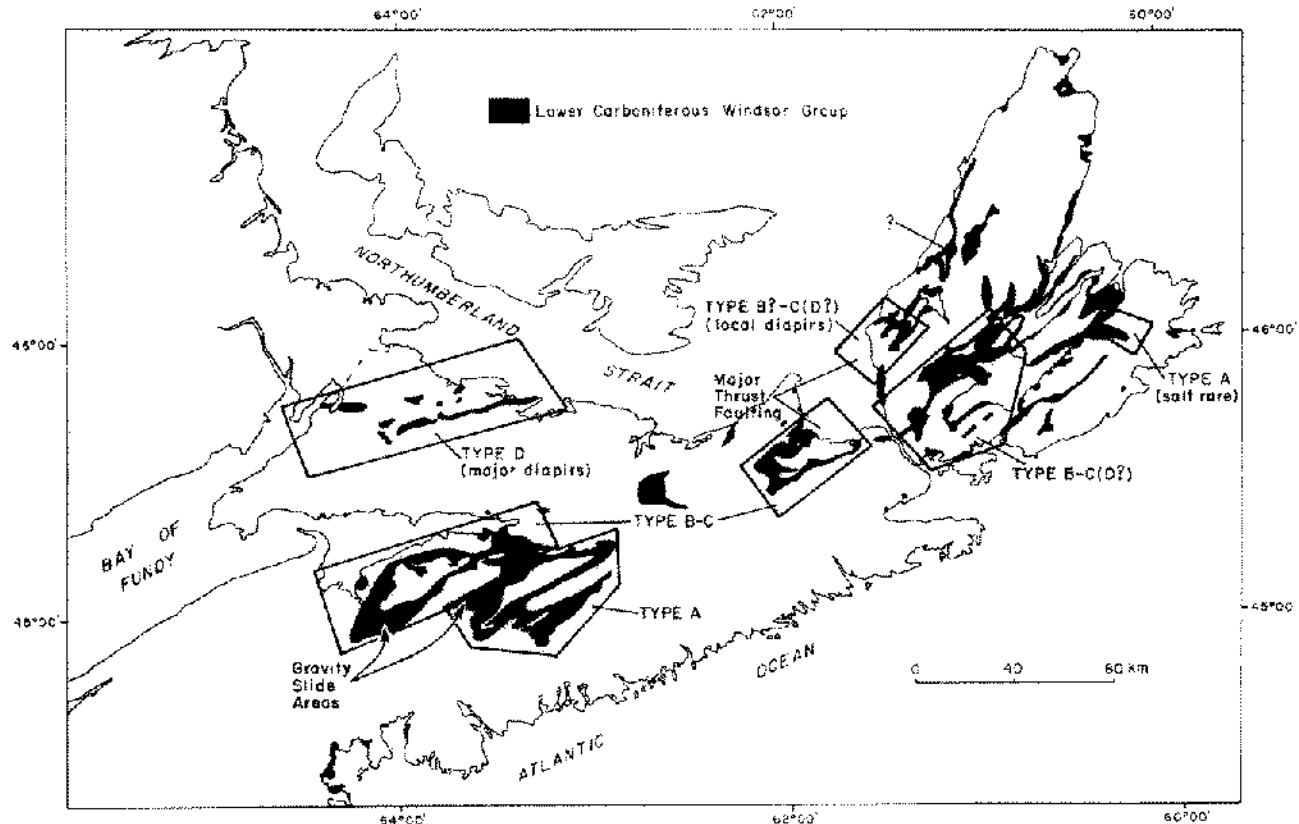 64°00'
62°00'
60°00'
Lower Carboniferous Windsor Group
NORTHUMBERLAND
STRAIT
?
TYPE B?-C(D?)
(local diapirs)
46°00'
46°00'
Major
Thrust
Faulting
TYPE A
(salt rare)
TYPE D
(major diapirs)
TYPE B-C(D?)
TYPE B-C
BAY OF
FUNDY
TYPE A
45°00'
45°00'
Gravity
Slide
Areas
OCEAN
0 40 80 km
ATLANTIC
64°00'
62°00'
60°00'